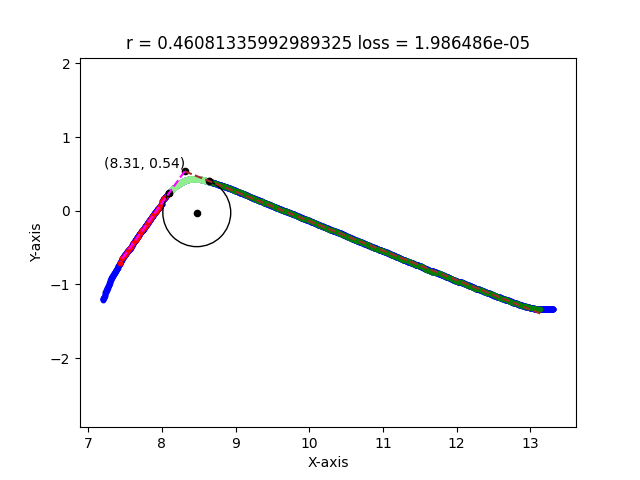 r = 0.46081335992989325 loss = 1.986486e-05
2
1
(8.31, 0.54)
0
−1
−2
Y-axis
7 8 9 10 11 12 13
X-axis